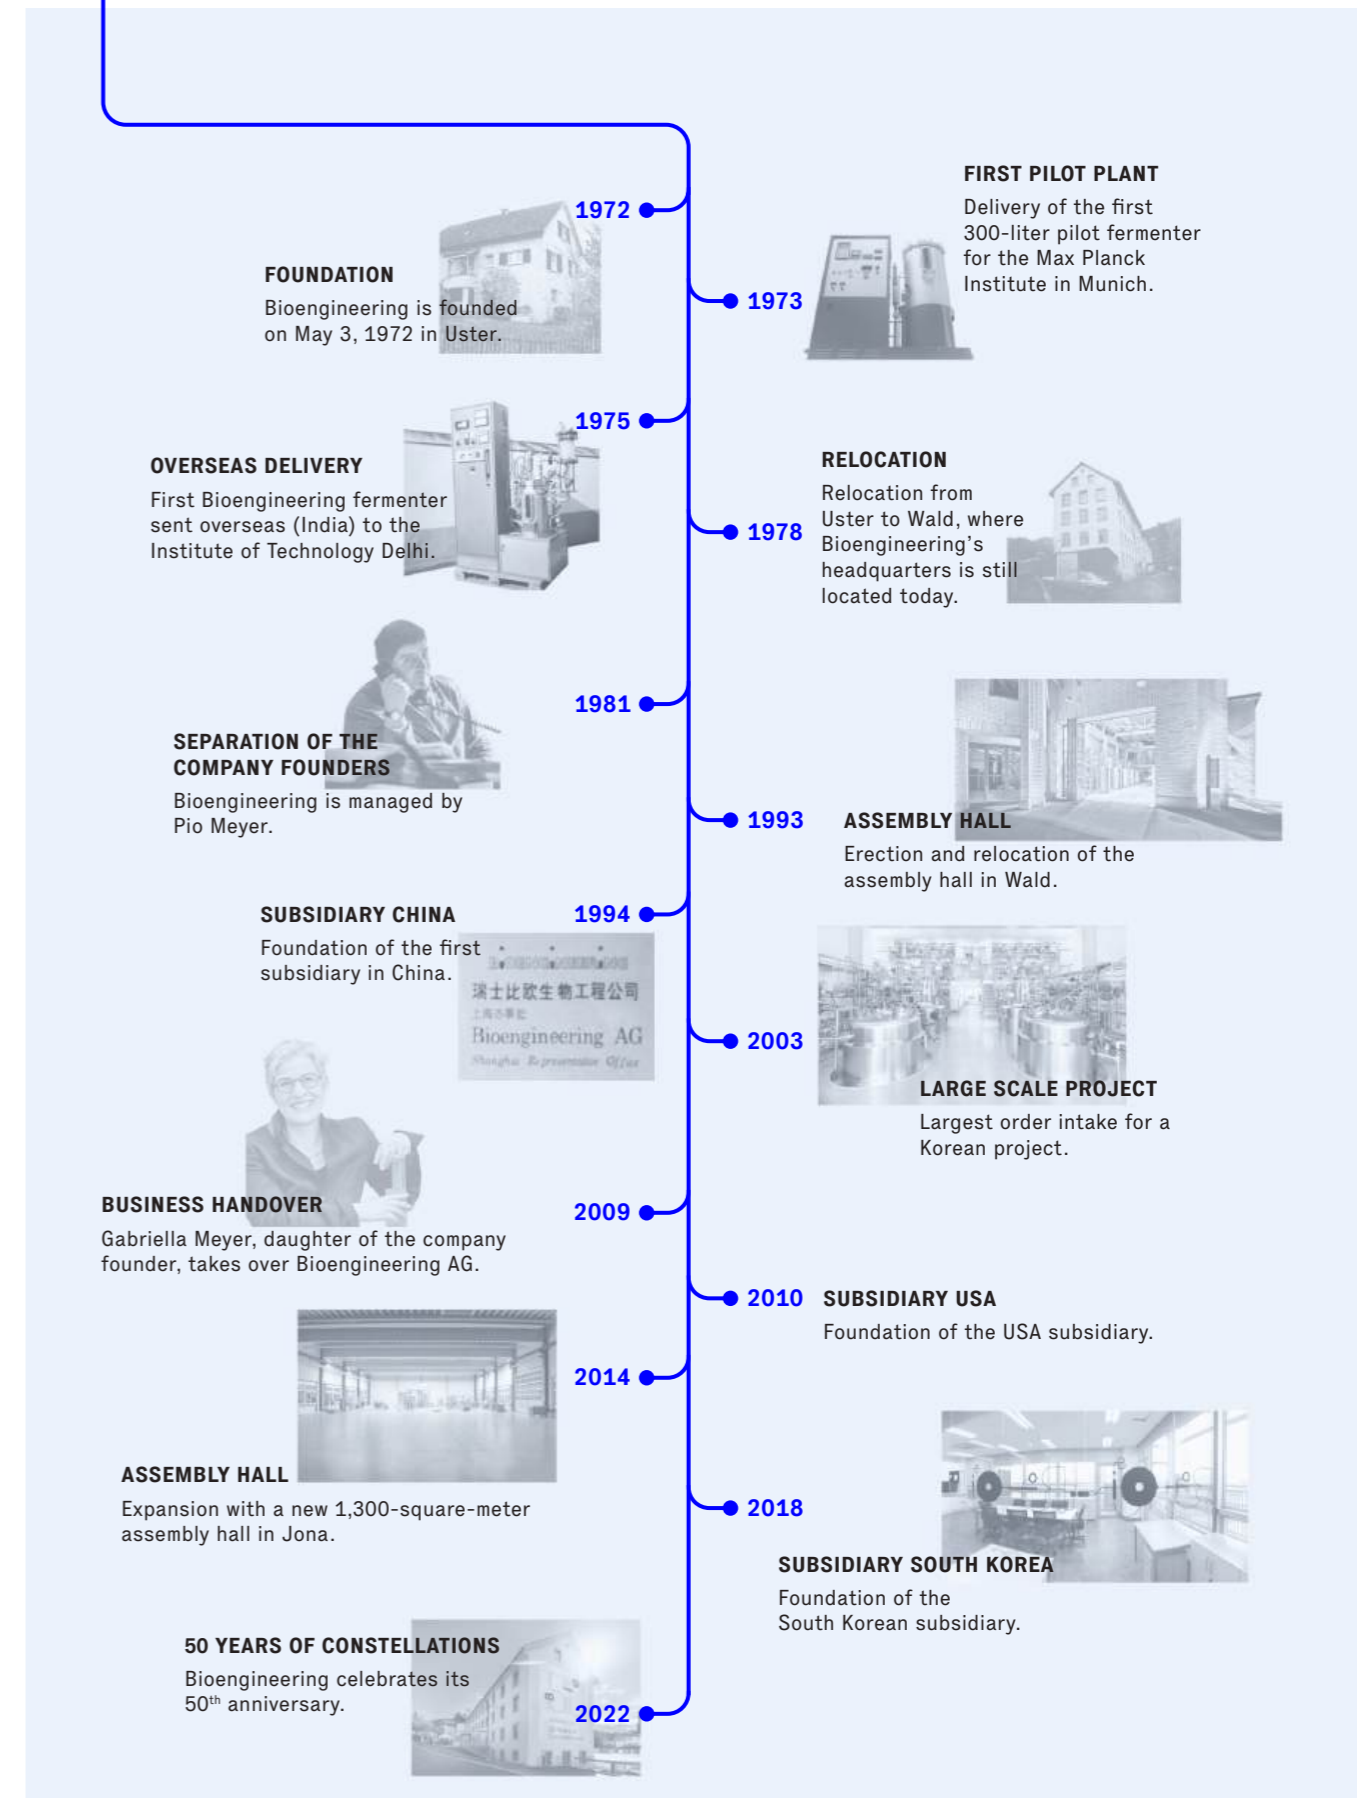 1972
FOUNDATION
Bioengineering is founded
on May 3, 1972 in Uster.
FIRST PILOT PLANT
Delivery of the first
300-liter pilot fermenter
for the Max Planck
Institute in Munich.
1973
1975
OVERSEAS DELIVERY
First Bioengineering fermenter
sent overseas (India) to the
Institute of Technology Delhi.
RELOCATION
Relocation from
Uster to Wald, where
Bioengineering’s
headquarters is still
located today.
1978
1981
SEPARATION OF THE
COMPANY FOUNDERS
Bioengineering is managed by
Pio Meyer.
1993
ASSEMBLY HALL
Erection and relocation of the
assembly hall in Wald.
1994
SUBSIDIARY CHINA
Foundation of the first
subsidiary in China.
瑞士比欧生物工程公司
Bioengineering AG
Shanghai Representative Office
2003
LARGE SCALE PROJECT
Largest order intake for a
Korean project.
2009
BUSINESS HANDOVER
Gabriella Meyer, daughter of the company
founder, takes over Bioengineering AG.
2010
SUBSIDIARY USA
Foundation of the USA subsidiary.
2014
ASSEMBLY HALL
Expansion with a new 1,300-square-meter
assembly hall in Jona.
2018
SUBSIDIARY SOUTH KOREA
Foundation of the
South Korean subsidiary.
50 YEARS OF CONSTELLATIONS
Bioengineering celebrates its
50th anniversary.
2022